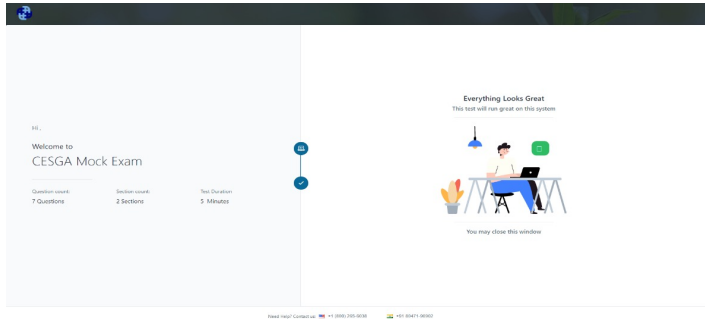 Hi ,
Welcome to
CESGA Mock Exam
Question count:
7 Questions
Section count:
2 Sections
Test Duration
5 Minutes
Everything Looks Great
This test will run great on this system
You may close this window
Need Help? Contact us: